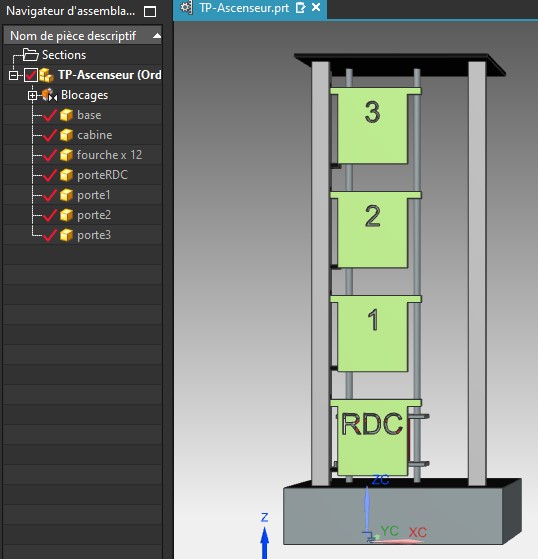 Navigateur d'assembla...
Nom de pièce descriptif
Sections
TP-Ascenseur (Ord
Blocages
base
cabine
fourche x 12
porteRDC
porte1
porte2
porte3
TP-Ascenseur.prt
3
2
1
RDC
ZC
YC
XC
Z